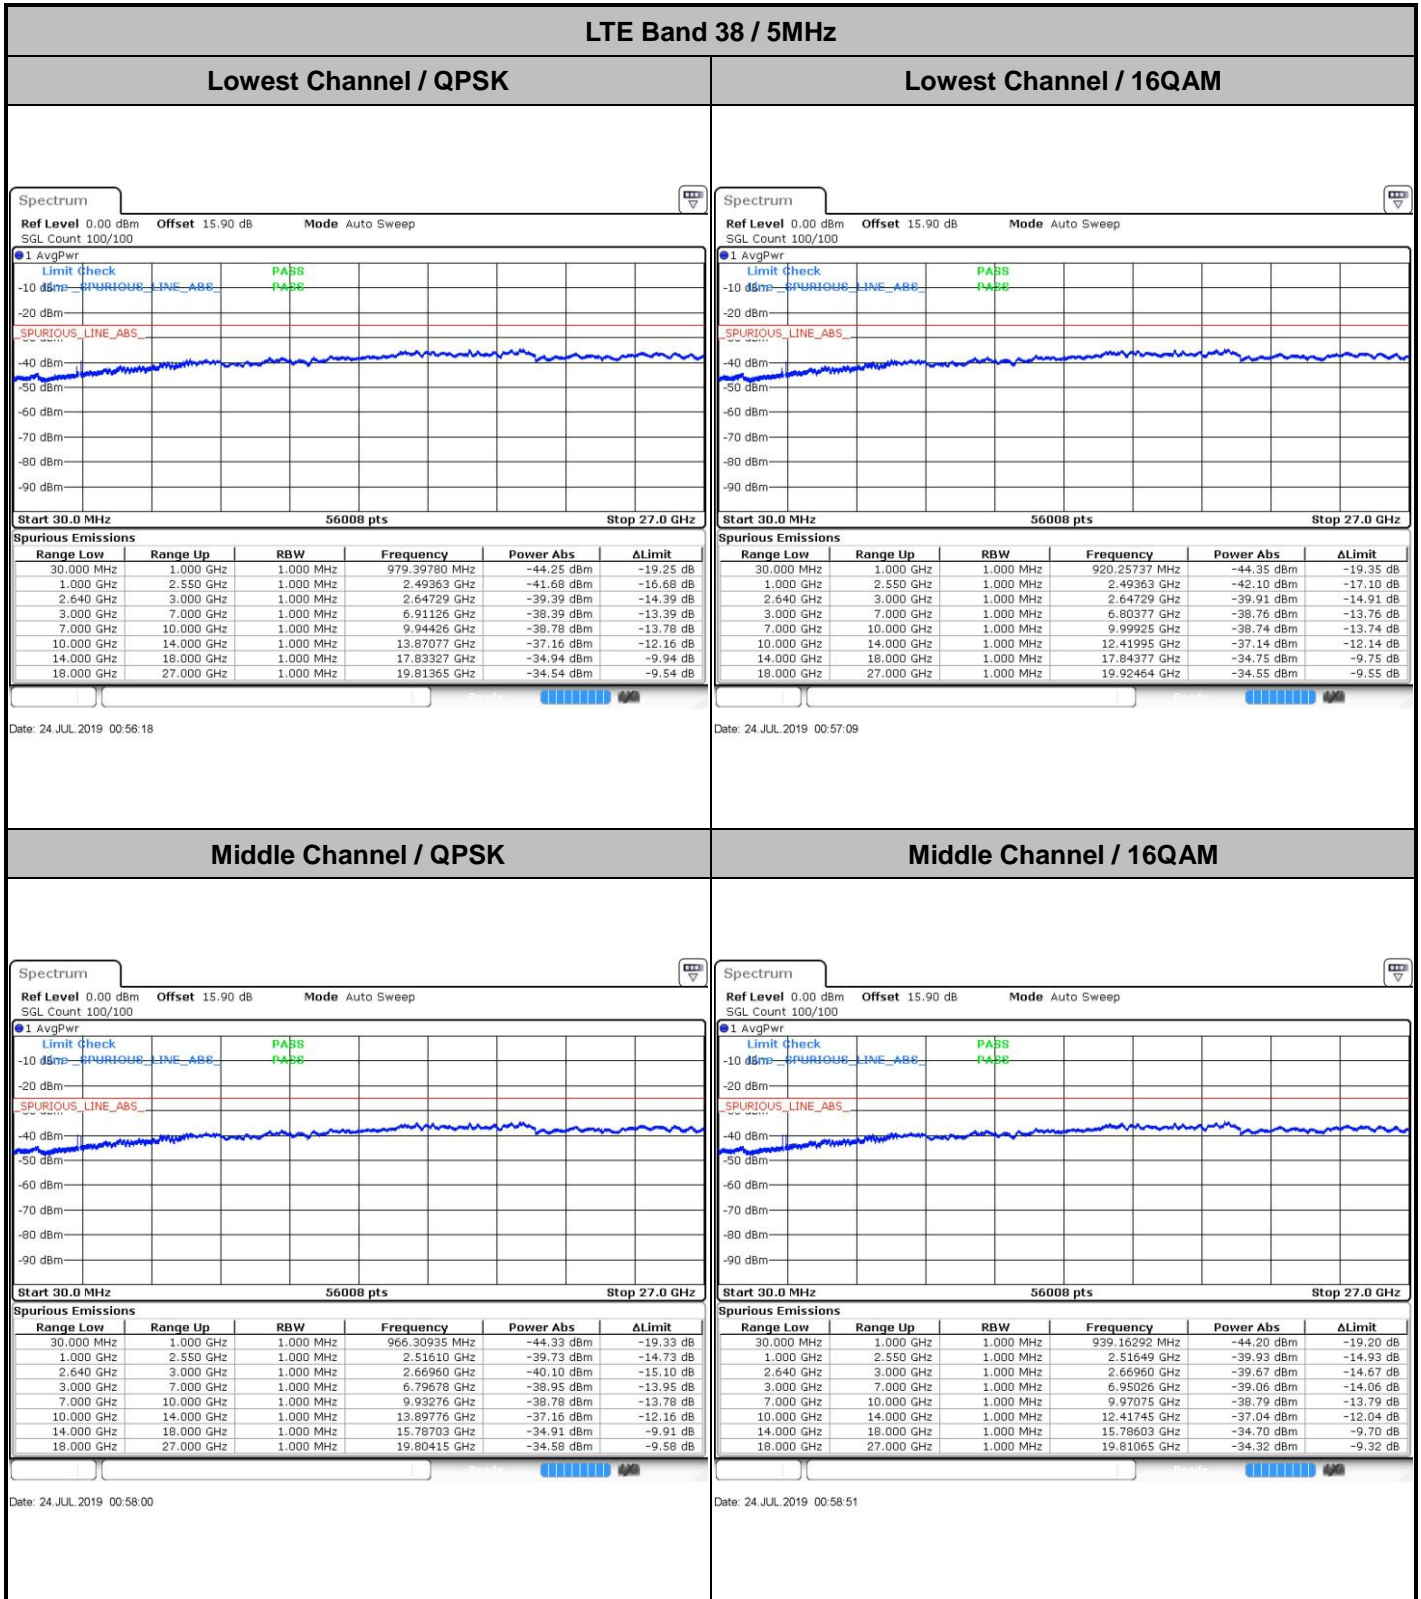 LTE Band 38 / 5MHz
Lowest Channel / QPSK
Lowest Channel / 16QAM
Spectrum
Ref Level 0.00 dBm Offset 15.90 dB Mode Auto Sweep
SGL Count 100/100
1 AvgPwr
Limit Check PASS
-10 dBm Line _SPURIOUS_LINE_ABS_ PASS
-20 dBm
_SPURIOUS_LINE_ABS_
-40 dBm
-50 dBm
-60 dBm
-70 dBm
-80 dBm
-90 dBm
Start 30.0 MHz 56008 pts Stop 27.0 GHz
Spurious Emissions
Range Low Range Up RBW Frequency Power Abs ΔLimit
30.000 MHz 1.000 GHz 1.000 MHz 979.39780 MHz -44.25 dBm -19.25 dB
1.000 GHz 2.550 GHz 1.000 MHz 2.49363 GHz -41.68 dBm -16.68 dB
2.640 GHz 3.000 GHz 1.000 MHz 2.64729 GHz -39.39 dBm -14.39 dB
3.000 GHz 7.000 GHz 1.000 MHz 6.91126 GHz -38.39 dBm -13.39 dB
7.000 GHz 10.000 GHz 1.000 MHz 9.94426 GHz -38.78 dBm -13.78 dB
10.000 GHz 14.000 GHz 1.000 MHz 13.87077 GHz -37.16 dBm -12.16 dB
14.000 GHz 18.000 GHz 1.000 MHz 17.83327 GHz -34.94 dBm -9.94 dB
18.000 GHz 27.000 GHz 1.000 MHz 19.81365 GHz -34.54 dBm -9.54 dB
Date: 24.JUL.2019 00:56:18
Spectrum
Ref Level 0.00 dBm Offset 15.90 dB Mode Auto Sweep
SGL Count 100/100
1 AvgPwr
Limit Check PASS
-10 dBm Line _SPURIOUS_LINE_ABS_ PASS
-20 dBm
_SPURIOUS_LINE_ABS_
-40 dBm
-50 dBm
-60 dBm
-70 dBm
-80 dBm
-90 dBm
Start 30.0 MHz 56008 pts Stop 27.0 GHz
Spurious Emissions
Range Low Range Up RBW Frequency Power Abs ΔLimit
30.000 MHz 1.000 GHz 1.000 MHz 920.25737 MHz -44.35 dBm -19.35 dB
1.000 GHz 2.550 GHz 1.000 MHz 2.49363 GHz -42.10 dBm -17.10 dB
2.640 GHz 3.000 GHz 1.000 MHz 2.64729 GHz -39.91 dBm -14.91 dB
3.000 GHz 7.000 GHz 1.000 MHz 6.80377 GHz -38.76 dBm -13.76 dB
7.000 GHz 10.000 GHz 1.000 MHz 9.99925 GHz -38.74 dBm -13.74 dB
10.000 GHz 14.000 GHz 1.000 MHz 12.41995 GHz -37.14 dBm -12.14 dB
14.000 GHz 18.000 GHz 1.000 MHz 17.84377 GHz -34.75 dBm -9.75 dB
18.000 GHz 27.000 GHz 1.000 MHz 19.92464 GHz -34.55 dBm -9.55 dB
Date: 24.JUL.2019 00:57:09
Middle Channel / QPSK
Middle Channel / 16QAM
Spectrum
Ref Level 0.00 dBm Offset 15.90 dB Mode Auto Sweep
SGL Count 100/100
1 AvgPwr
Limit Check PASS
-10 dBm Line _SPURIOUS_LINE_ABS_ PASS
-20 dBm
_SPURIOUS_LINE_ABS_
-40 dBm
-50 dBm
-60 dBm
-70 dBm
-80 dBm
-90 dBm
Start 30.0 MHz 56008 pts Stop 27.0 GHz
Spurious Emissions
Range Low Range Up RBW Frequency Power Abs ΔLimit
30.000 MHz 1.000 GHz 1.000 MHz 966.30935 MHz -44.33 dBm -19.33 dB
1.000 GHz 2.550 GHz 1.000 MHz 2.51610 GHz -39.73 dBm -14.73 dB
2.640 GHz 3.000 GHz 1.000 MHz 2.66960 GHz -40.10 dBm -15.10 dB
3.000 GHz 7.000 GHz 1.000 MHz 6.79678 GHz -38.95 dBm -13.95 dB
7.000 GHz 10.000 GHz 1.000 MHz 9.93276 GHz -38.78 dBm -13.78 dB
10.000 GHz 14.000 GHz 1.000 MHz 13.89776 GHz -37.16 dBm -12.16 dB
14.000 GHz 18.000 GHz 1.000 MHz 15.78703 GHz -34.91 dBm -9.91 dB
18.000 GHz 27.000 GHz 1.000 MHz 19.80415 GHz -34.58 dBm -9.58 dB
Date: 24.JUL.2019 00:58:00
Spectrum
Ref Level 0.00 dBm Offset 15.90 dB Mode Auto Sweep
SGL Count 100/100
1 AvgPwr
Limit Check PASS
-10 dBm Line _SPURIOUS_LINE_ABS_ PASS
-20 dBm
_SPURIOUS_LINE_ABS_
-40 dBm
-50 dBm
-60 dBm
-70 dBm
-80 dBm
-90 dBm
Start 30.0 MHz 56008 pts Stop 27.0 GHz
Spurious Emissions
Range Low Range Up RBW Frequency Power Abs ΔLimit
30.000 MHz 1.000 GHz 1.000 MHz 939.16292 MHz -44.20 dBm -19.20 dB
1.000 GHz 2.550 GHz 1.000 MHz 2.51649 GHz -39.93 dBm -14.93 dB
2.640 GHz 3.000 GHz 1.000 MHz 2.66960 GHz -39.67 dBm -14.67 dB
3.000 GHz 7.000 GHz 1.000 MHz 6.95026 GHz -39.06 dBm -14.06 dB
7.000 GHz 10.000 GHz 1.000 MHz 9.97075 GHz -38.79 dBm -13.79 dB
10.000 GHz 14.000 GHz 1.000 MHz 12.41745 GHz -37.04 dBm -12.04 dB
14.000 GHz 18.000 GHz 1.000 MHz 15.78603 GHz -34.70 dBm -9.70 dB
18.000 GHz 27.000 GHz 1.000 MHz 19.81065 GHz -34.32 dBm -9.32 dB
Date: 24.JUL.2019 00:58:51